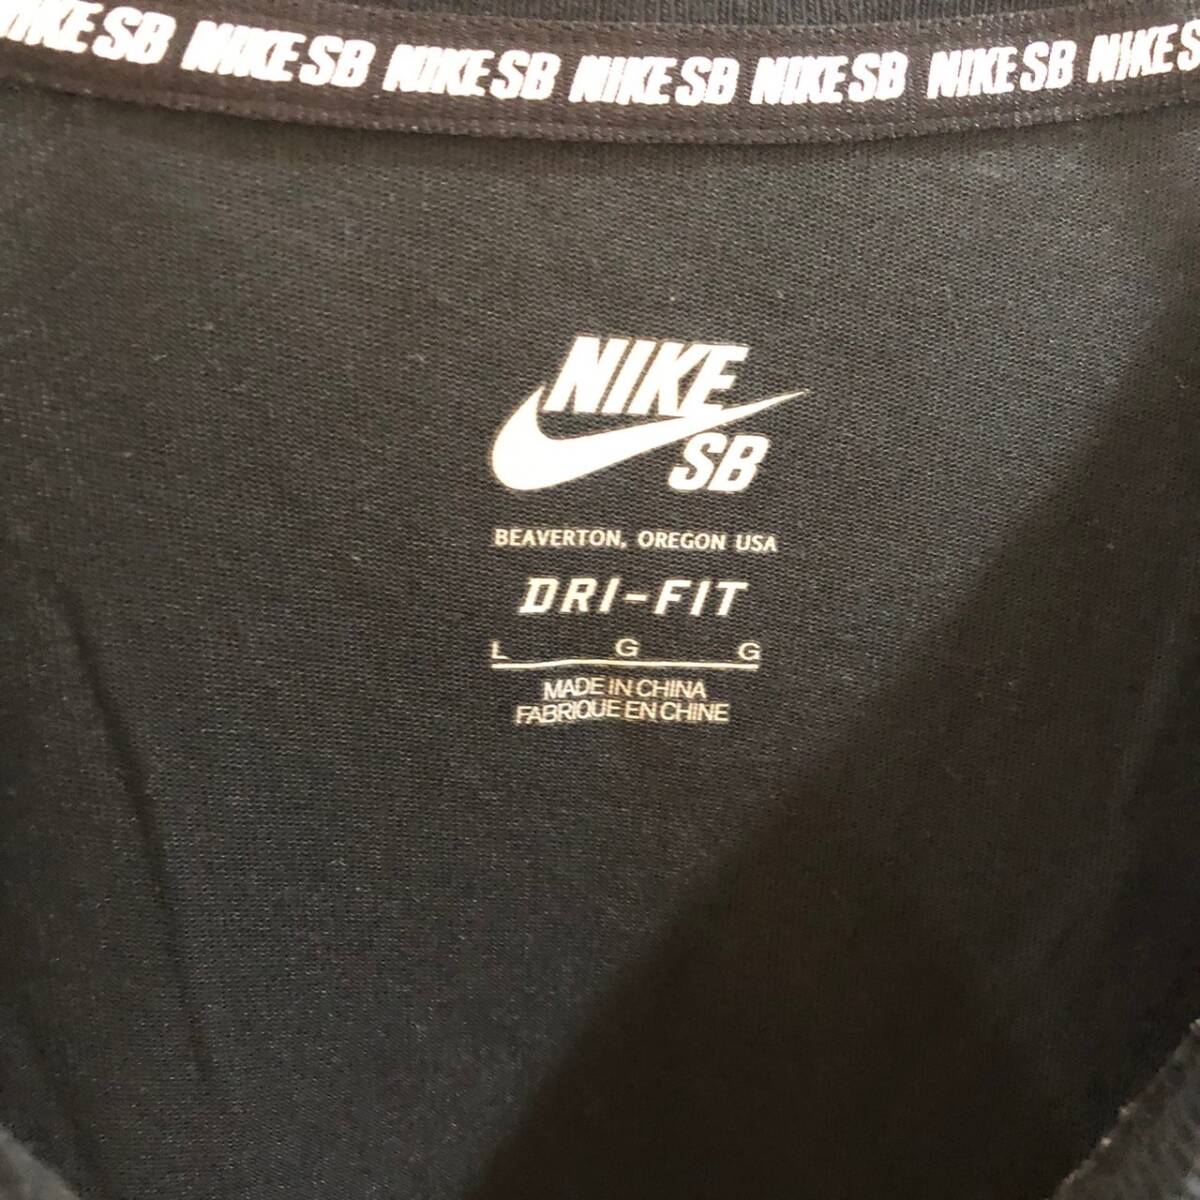 NIKE SB NIKE SB NIKE SB NIKE SB NIKE SB NIKE SB NIKE S
NIKE
SB
BEAVERTON, OREGON USA
DRI-FIT
L G G
MADE IN CHINA
FABRIQUE EN CHINE